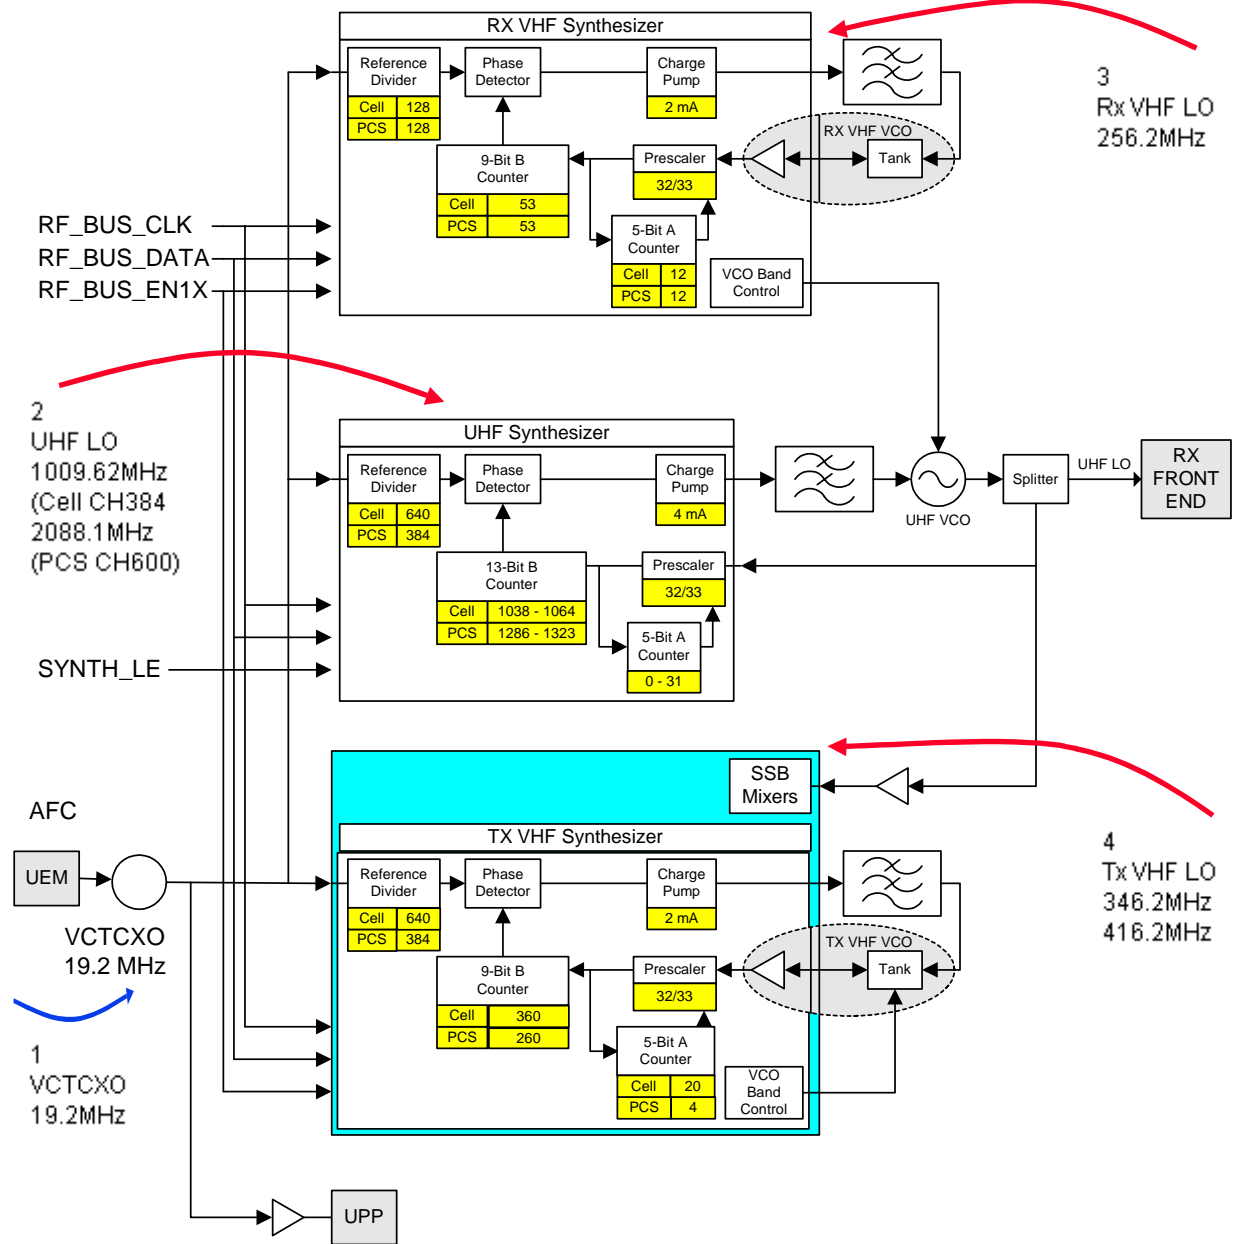 RX VHF Synthesizer
Reference
Divider
Cell 128
PCS 128
Phase
Detector
Charge
Pump
2 mA
RX VHF VCO
Tank
9-Bit B
Counter
Cell 53
PCS 53
Prescaler
32/33
5-Bit A
Counter
Cell 12
PCS 12
VCO Band
Control
3
Rx VHF LO
256.2MHz
RF_BUS_CLK
RF_BUS_DATA
RF_BUS_EN1X
2
UHF LO
1009.62MHz
(Cell CH384
2088.1MHz
(PCS CH600)
UHF Synthesizer
Reference
Divider
Cell 640
PCS 384
Phase
Detector
Charge
Pump
4 mA
13-Bit B
Counter
Cell 1038 - 1064
PCS 1286 - 1323
Prescaler
32/33
5-Bit A
Counter
0 - 31
UHF VCO
Splitter
UHF LO
RX
FRONT
END
SYNTH_LE
SSB
Mixers
TX VHF Synthesizer
Reference
Divider
Cell 640
PCS 384
Phase
Detector
Charge
Pump
2 mA
TX VHF VCO
Tank
9-Bit B
Counter
Cell 360
PCS 260
Prescaler
32/33
5-Bit A
Counter
Cell 20
PCS 4
VCO
Band
Control
4
Tx VHF LO
346.2MHz
416.2MHz
AFC
UEM
VCTCXO
19.2 MHz
1
VCTCXO
19.2MHz
UPP